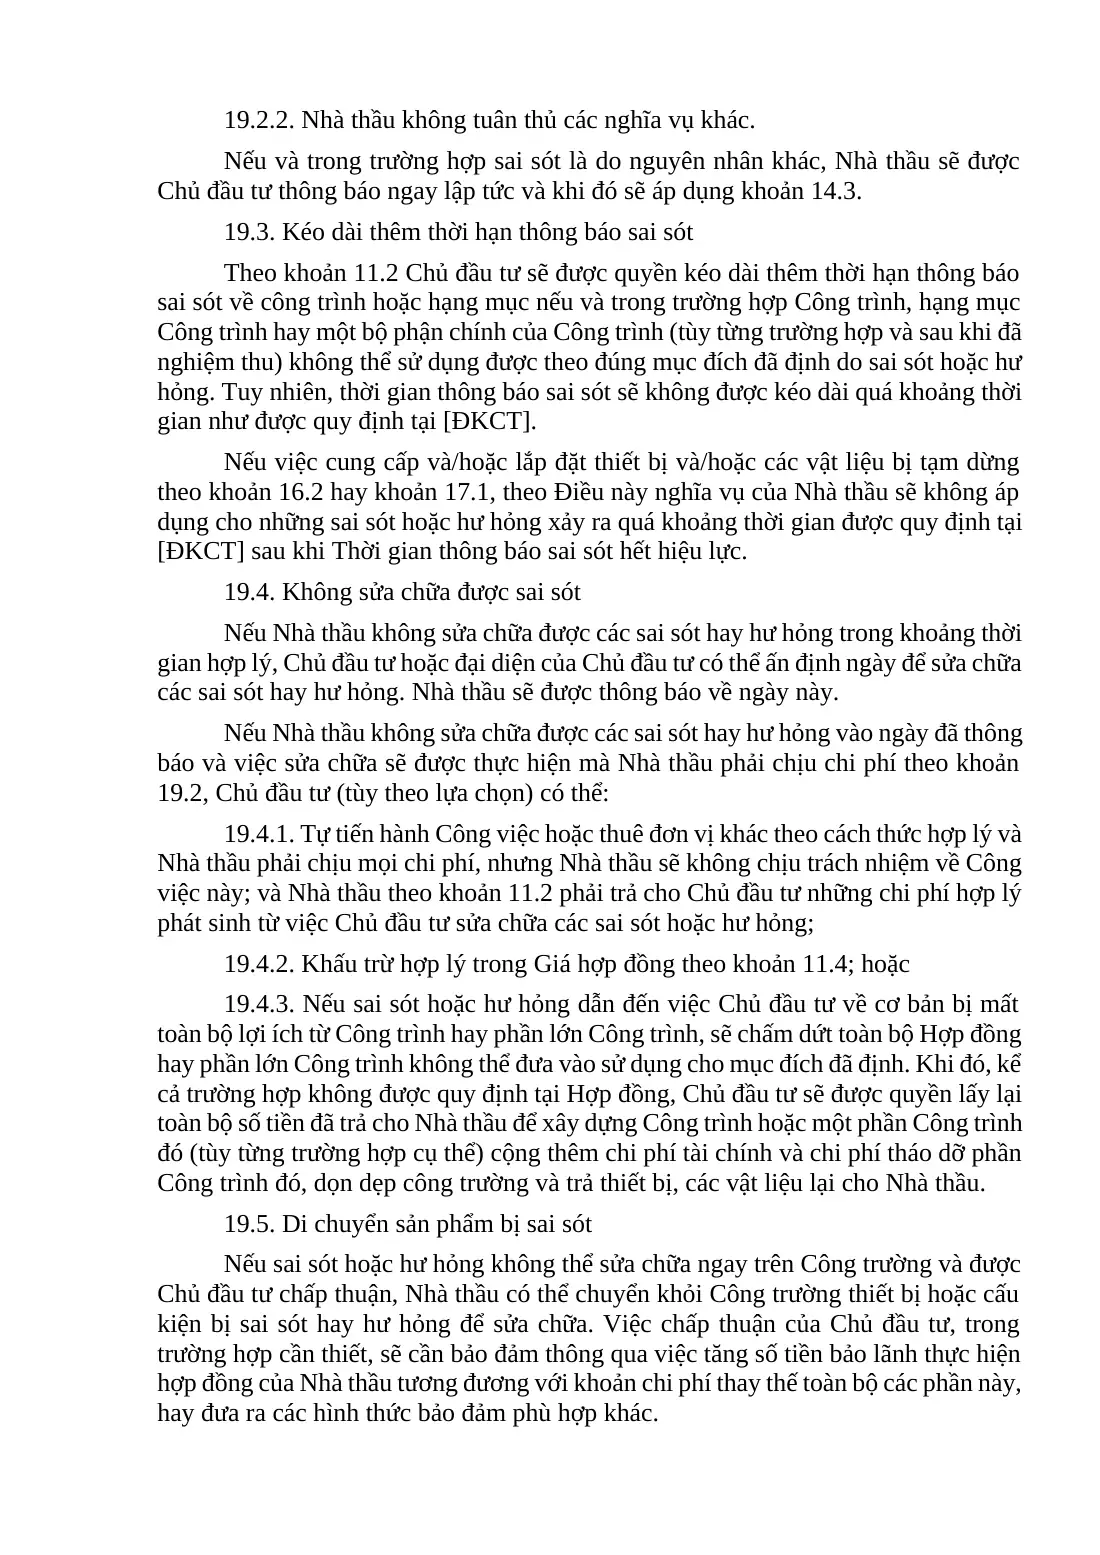 19.2.2. Nhà thầu không tuân thủ các nghĩa vụ khác.
Nếu và trong trường hợp sai sót là do nguyên nhân khác, Nhà thầu sẽ được
Chủ đầu tư thông báo ngay lập tức và khi đó sẽ áp dụng khoản 14.3.
19.3. Kéo dài thêm thời hạn thông báo sai sót
Theo khoản 11.2 Chủ đầu tư sẽ được quyền kéo dài thêm thời hạn thông báo
sai sót về công trình hoặc hạng mục nếu và trong trường hợp Công trình, hạng mục
Công trình hay một bộ phận chính của Công trình (tùy từng trường hợp và sau khi đã
nghiệm thu) không thể sử dụng được theo đúng mục đích đã định do sai sót hoặc hư
hỏng. Tuy nhiên, thời gian thông báo sai sót sẽ không được kéo dài quá khoảng thời
gian như được quy định tại [ĐKCT].
Nếu việc cung cấp và/hoặc lắp đặt thiết bị và/hoặc các vật liệu bị tạm dừng
theo khoản 16.2 hay khoản 17.1, theo Điều này nghĩa vụ của Nhà thầu sẽ không áp
dụng cho những sai sót hoặc hư hỏng xảy ra quá khoảng thời gian được quy định tại
[ĐKCT] sau khi Thời gian thông báo sai sót hết hiệu lực.
19.4. Không sửa chữa được sai sót
Nếu Nhà thầu không sửa chữa được các sai sót hay hư hỏng trong khoảng thời
gian hợp lý, Chủ đầu tư hoặc đại diện của Chủ đầu tư có thể ấn định ngày để sửa chữa
các sai sót hay hư hỏng. Nhà thầu sẽ được thông báo về ngày này.
Nếu Nhà thầu không sửa chữa được các sai sót hay hư hỏng vào ngày đã thông
báo và việc sửa chữa sẽ được thực hiện mà Nhà thầu phải chịu chi phí theo khoản
19.2, Chủ đầu tư (tùy theo lựa chọn) có thể:
19.4.1. Tự tiến hành Công việc hoặc thuê đơn vị khác theo cách thức hợp lý và
Nhà thầu phải chịu mọi chi phí, nhưng Nhà thầu sẽ không chịu trách nhiệm về Công
việc này; và Nhà thầu theo khoản 11.2 phải trả cho Chủ đầu tư những chi phí hợp lý
phát sinh từ việc Chủ đầu tư sửa chữa các sai sót hoặc hư hỏng;
19.4.2. Khấu trừ hợp lý trong Giá hợp đồng theo khoản 11.4; hoặc
19.4.3. Nếu sai sót hoặc hư hỏng dẫn đến việc Chủ đầu tư về cơ bản bị mất
toàn bộ lợi ích từ Công trình hay phần lớn Công trình, sẽ chấm dứt toàn bộ Hợp đồng
hay phần lớn Công trình không thể đưa vào sử dụng cho mục đích đã định. Khi đó, kể
cả trường hợp không được quy định tại Hợp đồng, Chủ đầu tư sẽ được quyền lấy lại
toàn bộ số tiền đã trả cho Nhà thầu để xây dựng Công trình hoặc một phần Công trình
đó (tùy từng trường hợp cụ thể) cộng thêm chi phí tài chính và chi phí tháo dỡ phần
Công trình đó, dọn dẹp công trường và trả thiết bị, các vật liệu lại cho Nhà thầu.
19.5. Di chuyển sản phẩm bị sai sót
Nếu sai sót hoặc hư hỏng không thể sửa chữa ngay trên Công trường và được
Chủ đầu tư chấp thuận, Nhà thầu có thể chuyển khỏi Công trường thiết bị hoặc cấu
kiện bị sai sót hay hư hỏng để sửa chữa. Việc chấp thuận của Chủ đầu tư, trong
trường hợp cần thiết, sẽ cần bảo đảm thông qua việc tăng số tiền bảo lãnh thực hiện
hợp đồng của Nhà thầu tương đương với khoản chi phí thay thế toàn bộ các phần này,
hay đưa ra các hình thức bảo đảm phù hợp khác.